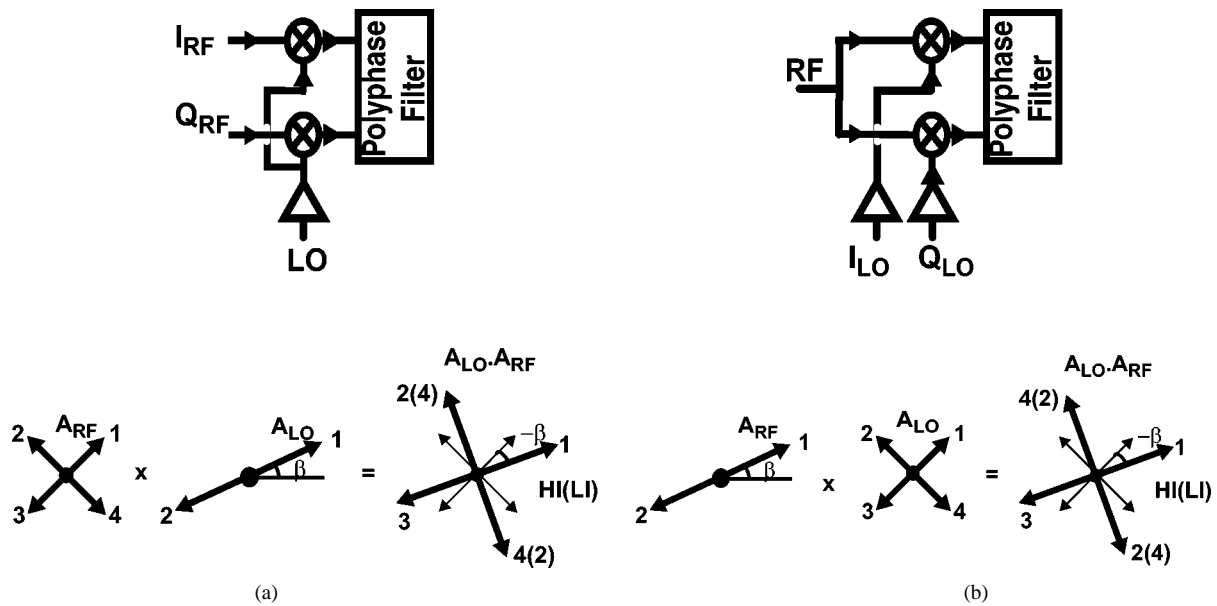 I_RF
Q_RF
Polyphase
Filter
LO
RF
Polyphase
Filter
I_LO
Q_LO
A_RF
2
1
3
4
x
A_LO
1
β
2
=
A_LO.A_RF
2(4)
−β
1
HI(LI)
3
4(2)
A_RF
1
β
2
x
A_LO
2
1
3
4
=
A_LO.A_RF
4(2)
−β
1
HI(LI)
3
2(4)
(a)
(b)